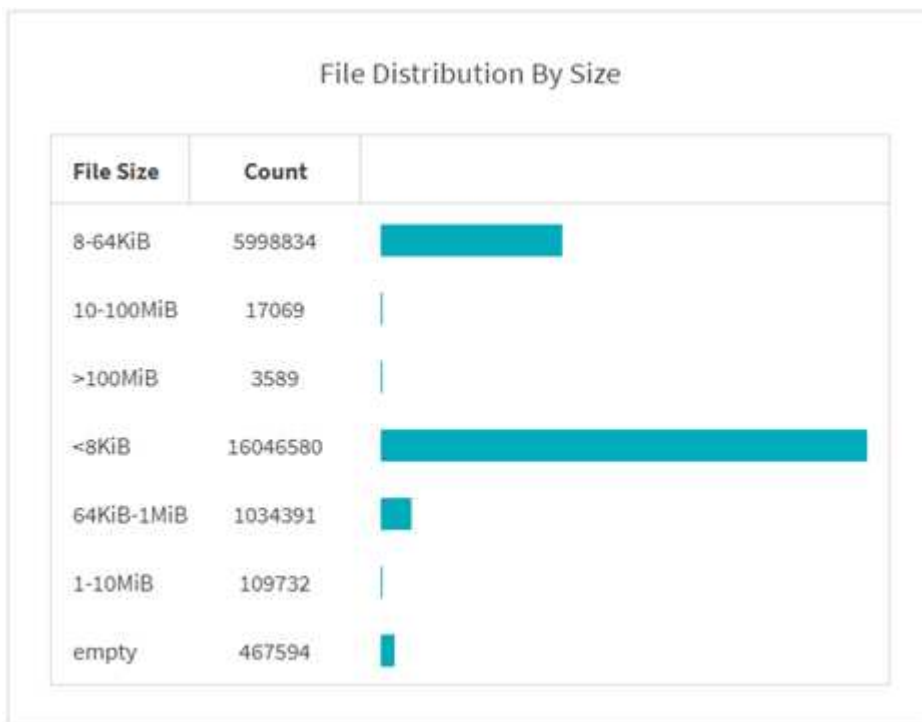 File Distribution By Size
File Size Count
8-64KiB 5998834
10-100MiB 17069
>100MiB 3589
<8KiB 16046580
64KiB-1MiB 1034391
1-10MiB 109732
empty 467594